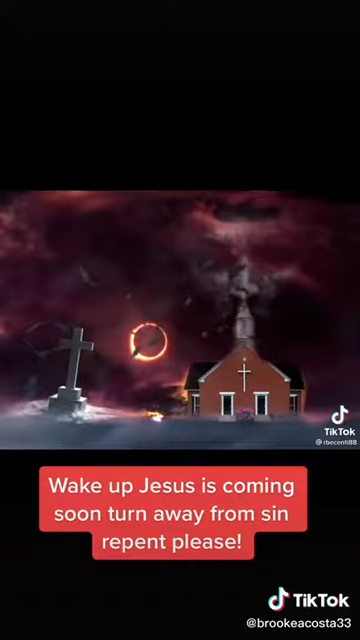 TikTok
@rbecenti88
Wake up Jesus is coming
soon turn away from sin
repent please!
TikTok
@brookeacosta33